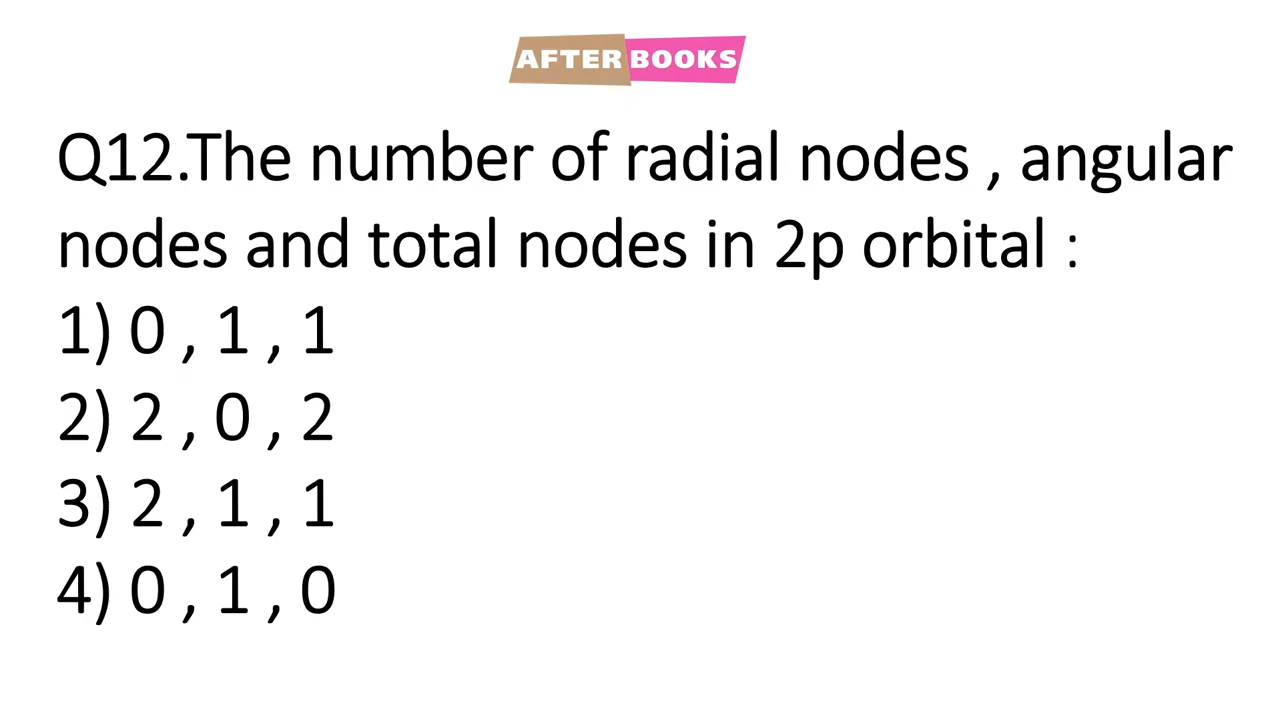 AFTER BOOKS
Q12.The number of radial nodes , angular
nodes and total nodes in 2p orbital :
1) 0 , 1 , 1
2) 2 , 0 , 2
3) 2 , 1 , 1
4) 0 , 1 , 0